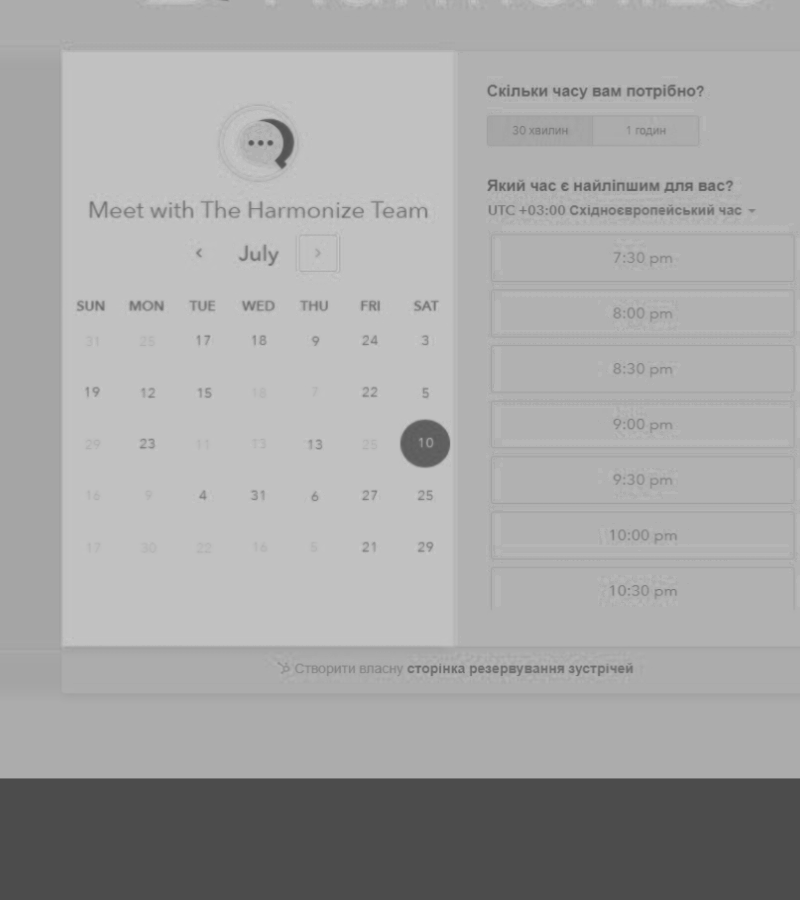 Meet with The Harmonize Team
July
SUN MON TUE WED THU FRI SAT
31 25 17 18 9 24 3
19 12 15 18 7 22 5
29 23 11 13 13 25 10
16 9 4 31 6 27 25
17 30 22 16 5 21 29
Скільки часу вам потрібно?
30 хвилин 1 годин
Який час є найліпшим для вас?
UTC +03:00 Східноєвропейський час
7:30 pm
8:00 pm
8:30 pm
9:00 pm
9:30 pm
10:00 pm
10:30 pm
Створити власну сторінка резервування зустрічей